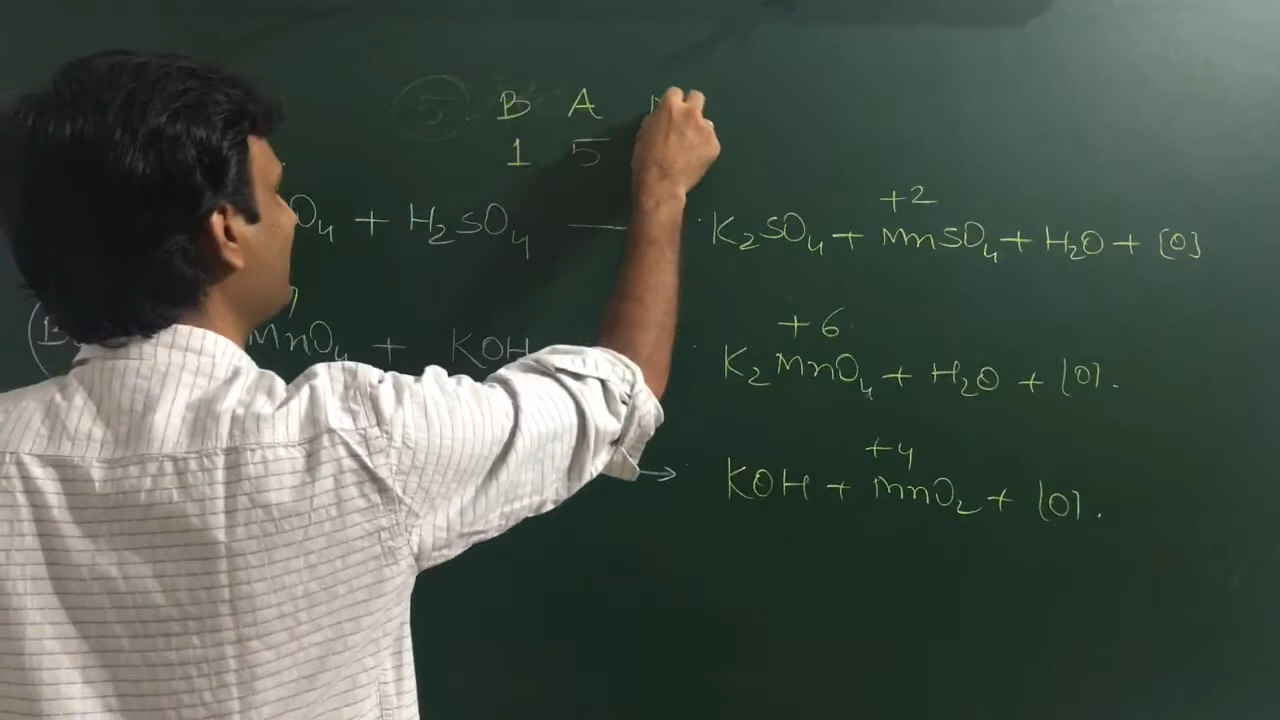 5 B A
1 5
O₄ + H₂SO₄ — K₂SO₄ + MnSO₄ + H₂O + [O]
+2
+6
MnO₄ + KOH K₂MnO₄ + H₂O + [O].
+4
→ KOH + MnO₂ + [O].